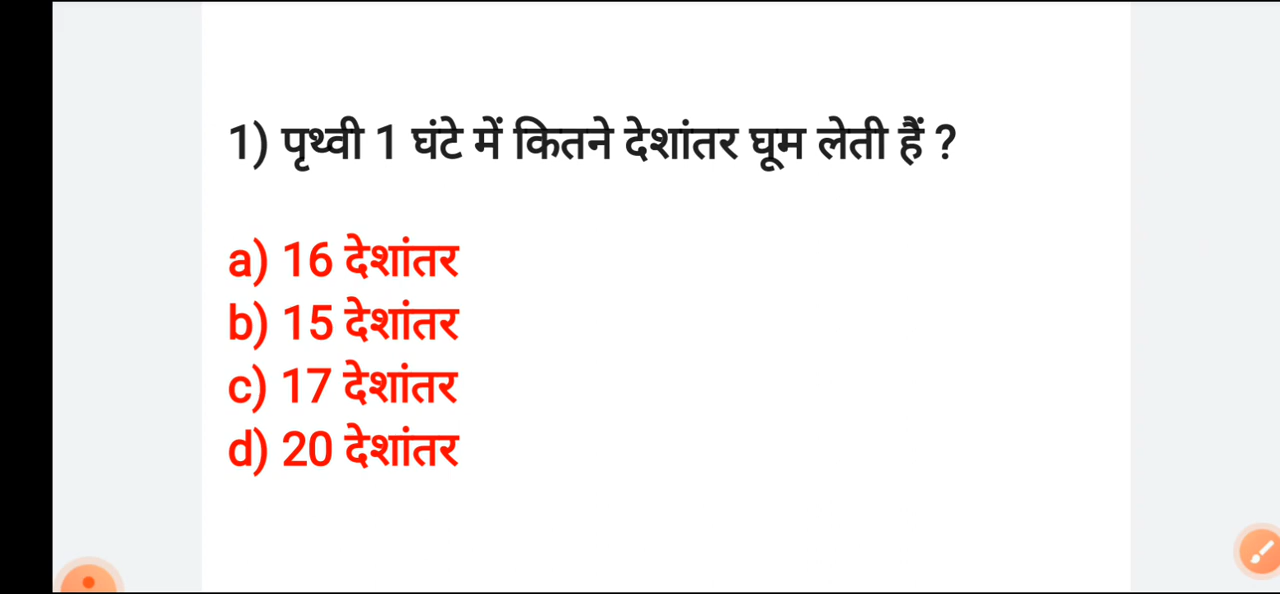 1) पृथ्वी 1 घंटे में कितने देशांतर घूम लेती हैं ?
a) 16 देशांतर
b) 15 देशांतर
c) 17 देशांतर
d) 20 देशांतर